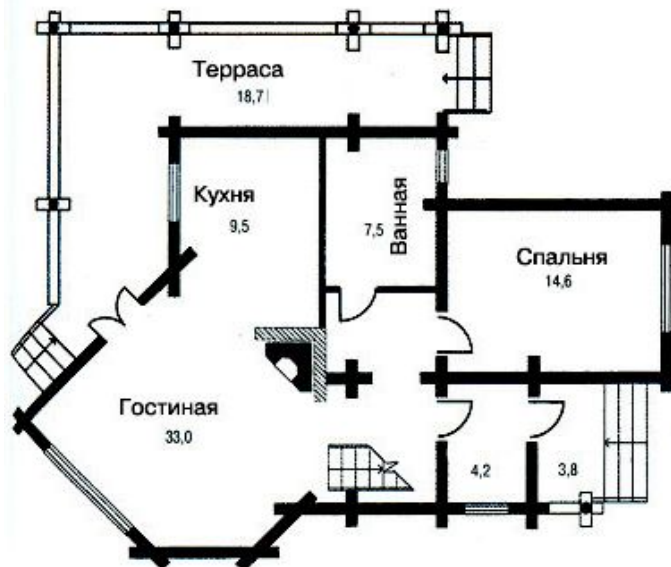 Терраса
18,7
Кухня
9,5
7,5
Ванная
Спальня
14,6
Гостиная
33,0
4,2
3,8